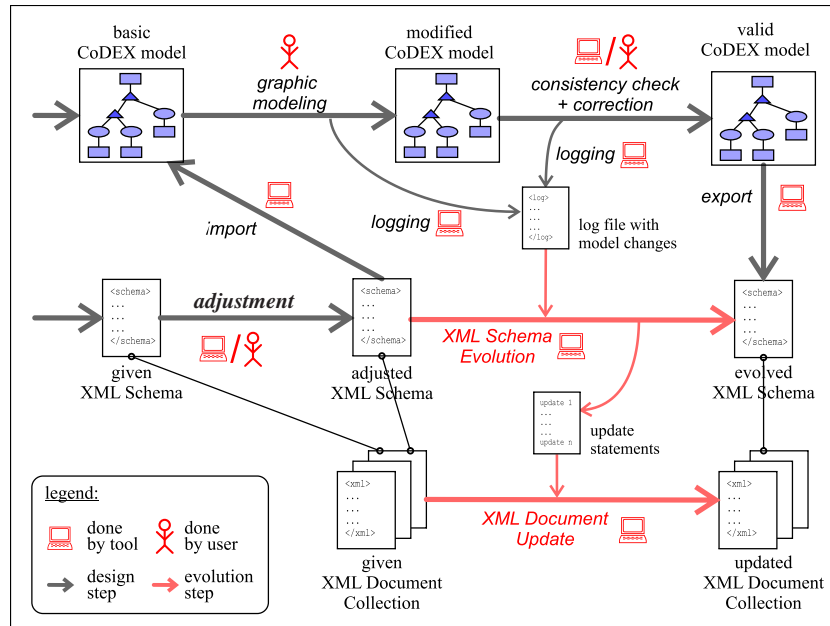 basic
CoDEX model
modified
CoDEX model
valid
CoDEX model
graphic
modeling
/
consistency check
+ correction
logging
logging
import
export
<log>
...
...
...
</log>
log file with
model changes
<schema>
...
...
...
</schema>
adjustment
/
given
XML Schema
<schema>
...
...
...
</schema>
adjusted
XML Schema
XML Schema
Evolution
<schema>
...
...
...
</schema>
evolved
XML Schema
update 1
...
...
update n
update
statements
<xml>
...
...
...
</xml>
given
XML Document
Collection
XML Document
Update
<xml>
...
...
...
</xml>
updated
XML Document
Collection
legend:
done
by tool
done
by user
design
step
evolution
step